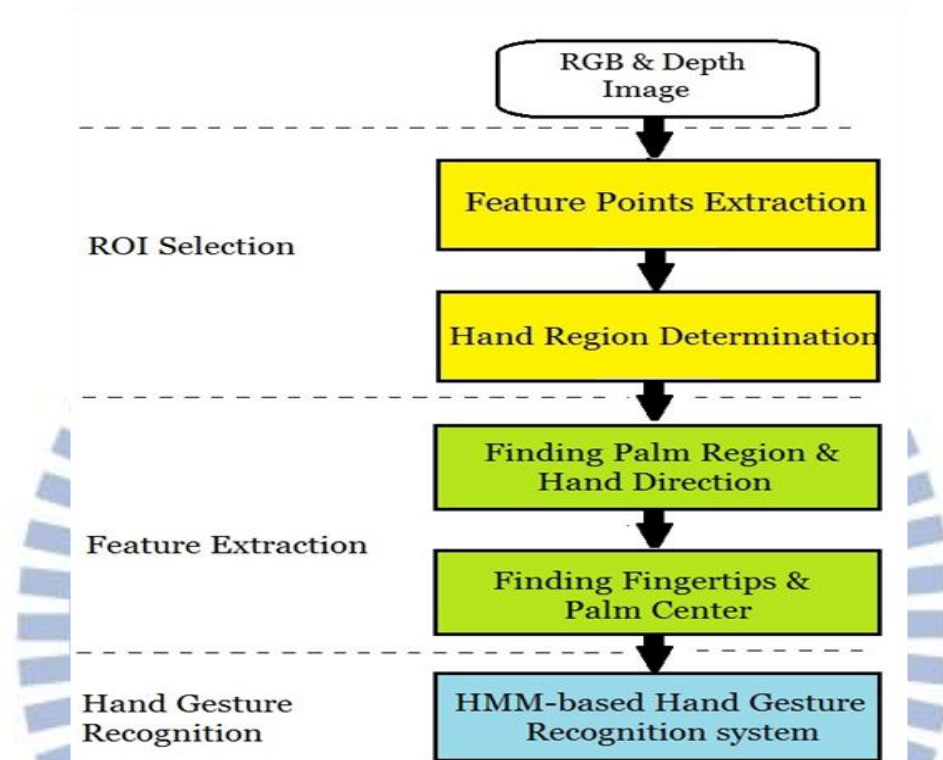 RGB & Depth
Image
Feature Points Extraction
ROI Selection
Hand Region Determination
Finding Palm Region &
Hand Direction
Feature Extraction
Finding Fingertips &
Palm Center
Hand Gesture
Recognition
HMM-based Hand Gesture
Recognition system